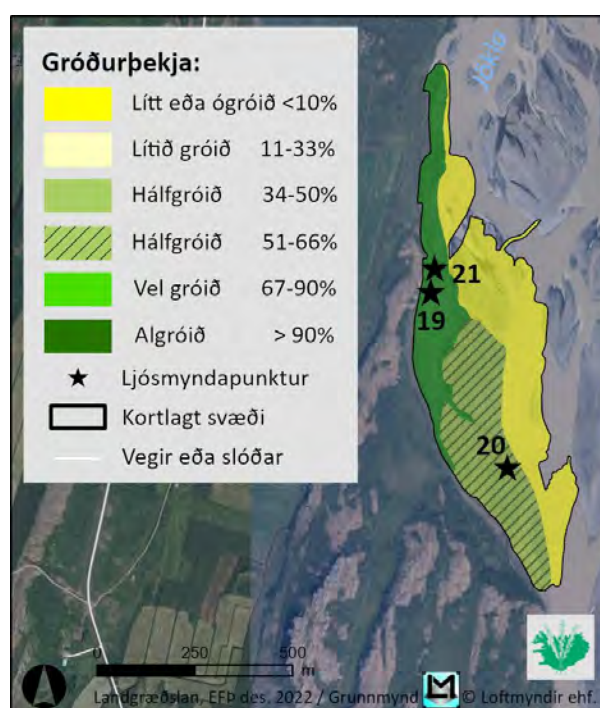 Jökla
Gróðurþekja:
Lítt eða ógróið <10%
Lítið gróið 11-33%
Hálfgróið 34-50%
Hálfgróið 51-66%
Vel gróið 67-90%
Algróið > 90%
Ljósmyndapunktur
Kortlagt svæði
Vegir eða slóðar
21
19
20
0 250 500
m
Landgræðslan, EFÞ des. 2022 / Grunnmynd © Loftmyndir ehf.